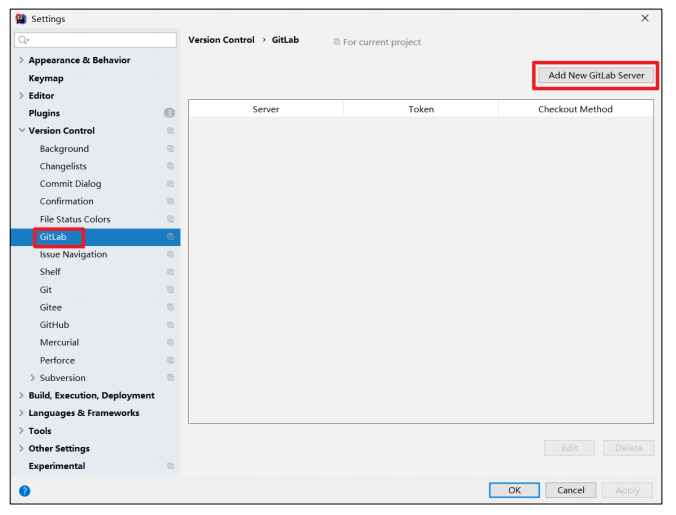 Settings
Version Control › GitLab
For current project
Appearance & Behavior
Keymap
Editor
Plugins
3
Version Control
Background
Changelists
Commit Dialog
Confirmation
File Status Colors
GitLab
Issue Navigation
Shelf
Git
Gitee
GitHub
Mercurial
Perforce
Subversion
Build, Execution, Deployment
Languages & Frameworks
Tools
Other Settings
Experimental
Add New GitLab Server
Server Token Checkout Method
Edit Delete
? OK Cancel Apply